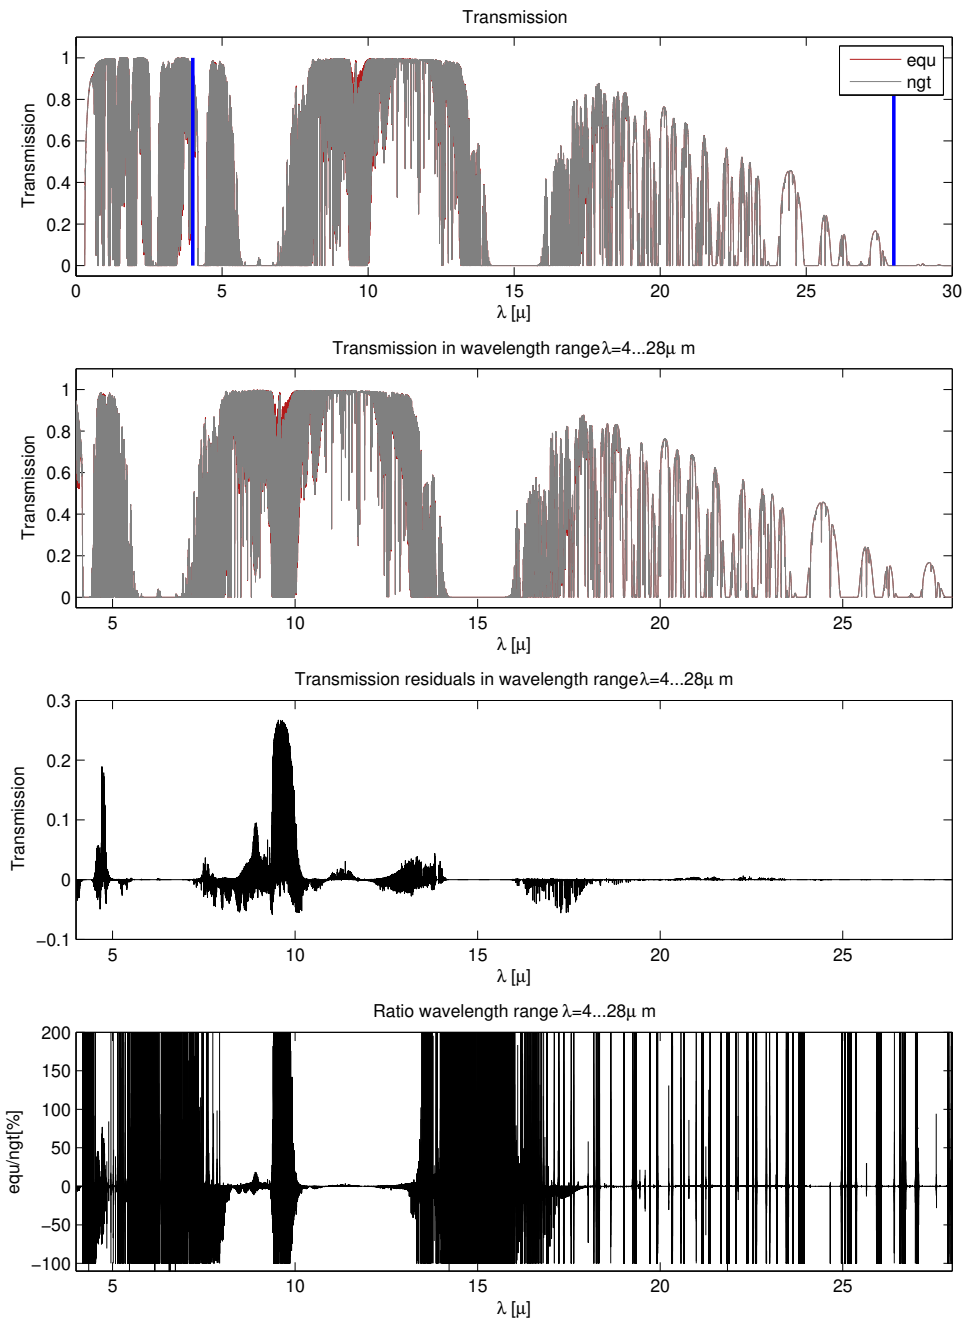 Transmission
1
0.8
0.6
0.4
0.2
0
Transmission
equ
ngt
0 5 10 15 20 25 30
λ [μ]
Transmission in wavelength range λ=4...28μ m
1
0.8
0.6
0.4
0.2
0
Transmission
5 10 15 20 25
λ [μ]
Transmission residuals in wavelength range λ=4...28μ m
0.3
0.2
0.1
0
−0.1
Transmission
5 10 15 20 25
λ [μ]
Ratio wavelength range λ=4...28μ m
200
150
100
50
0
−50
−100
equ/ngt[%]
5 10 15 20 25
λ [μ]